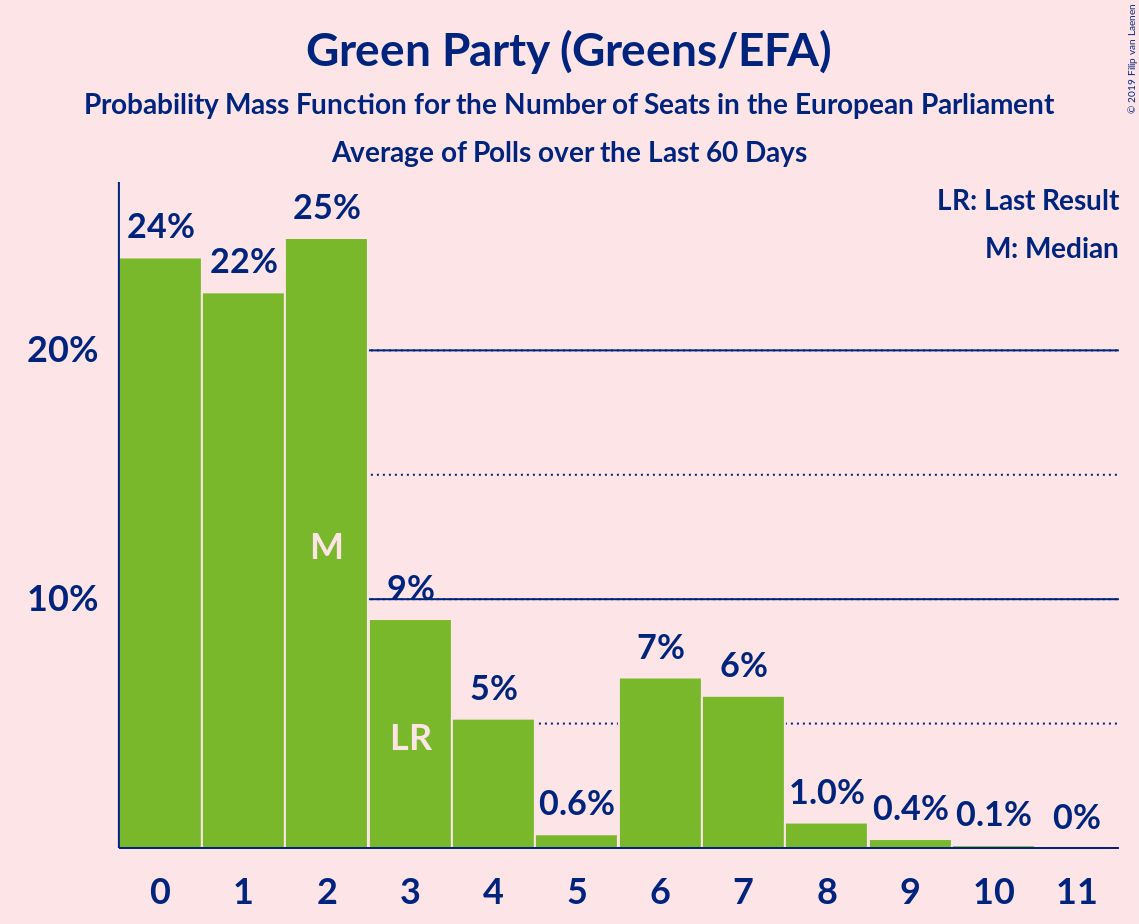 Green Party (Greens/EFA)
Probability Mass Function for the Number of Seats in the European Parliament
Average of Polls over the Last 60 Days
© 2019 Filip van Laenen
LR: Last Result
M: Median
24%
22%
25%
9%
5%
0.6%
7%
6%
1.0%
0.4%
0.1%
0%
20%
10%
M
LR
0 1 2 3 4 5 6 7 8 9 10 11